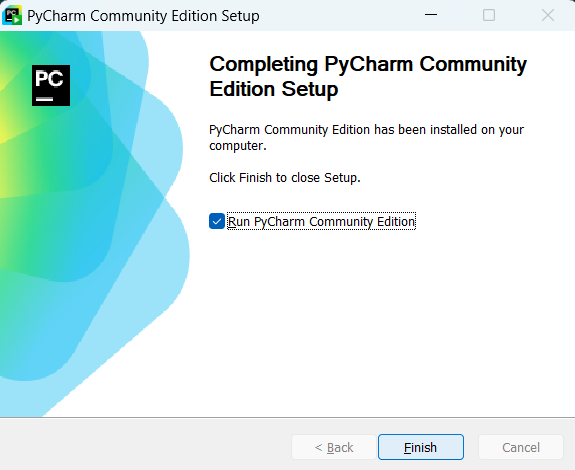 PyCharm Community Edition Setup
PC
Completing PyCharm Community
Edition Setup
PyCharm Community Edition has been installed on your
computer.
Click Finish to close Setup.
Run PyCharm Community Edition
< Back
Finish
Cancel